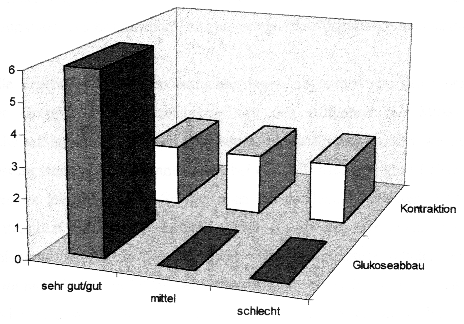 6
5
4
3
2
1
0
sehr gut/gut
mittel
schlecht
Glukoseabbau
Kontraktion